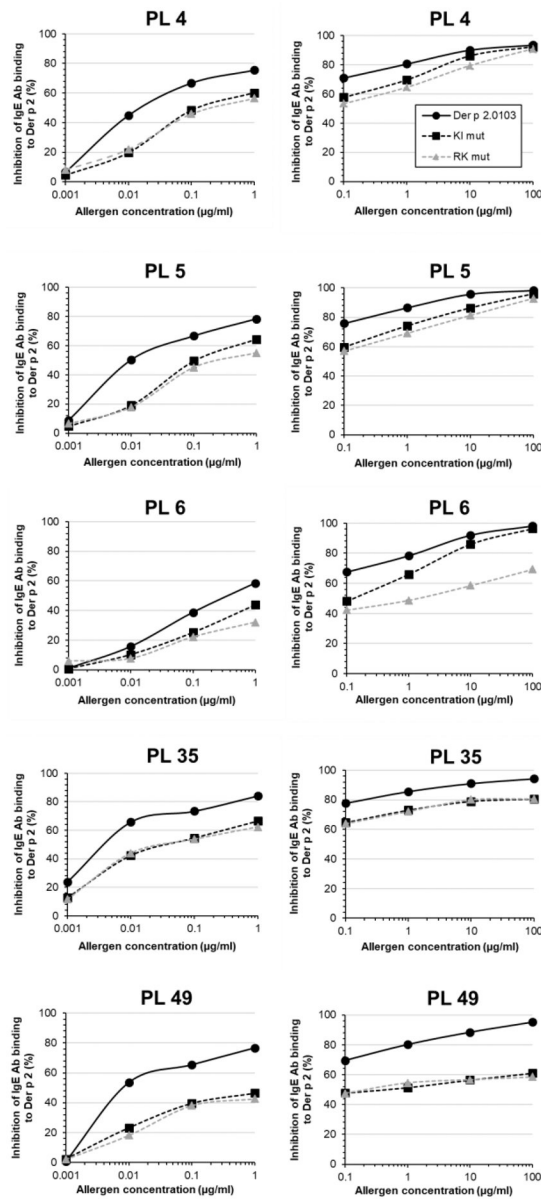 PL 4
Inhibition of IgE Ab binding
to Der p 2 (%)
100
80
60
40
20
0
0.001 0.01 0.1 1
Allergen concentration (µg/ml)
PL 4
Inhibition of IgE Ab binding
to Der p 2 (%)
100
80
60
40
20
0
Der p 2.0103
KI mut
RK mut
0.1 1 10 100
Allergen concentration (µg/ml)
PL 5
Inhibition of IgE Ab binding
to Der p 2 (%)
100
80
60
40
20
0
0.001 0.01 0.1 1
Allergen concentration (µg/ml)
PL 5
Inhibition of IgE Ab binding
to Der p 2 (%)
100
80
60
40
20
0
0.1 1 10 100
Allergen concentration (µg/ml)
PL 6
Inhibition of IgE Ab binding
to Der p 2 (%)
100
80
60
40
20
0
0.001 0.01 0.1 1
Allergen concentration (µg/ml)
PL 6
Inhibition of IgE Ab binding
to Der p 2 (%)
100
80
60
40
20
0
0.1 1 10 100
Allergen concentration (µg/ml)
PL 35
Inhibition of IgE Ab binding
to Der p 2 (%)
100
80
60
40
20
0
0.001 0.01 0.1 1
Allergen concentration (µg/ml)
PL 35
Inhibition of IgE Ab binding
to Der p 2 (%)
100
80
60
40
20
0
0.1 1 10 100
Allergen concentration (µg/ml)
PL 49
Inhibition of IgE Ab binding
to Der p 2 (%)
100
80
60
40
20
0
0.001 0.01 0.1 1
Allergen concentration (µg/ml)
PL 49
Inhibition of IgE Ab binding
to Der p 2 (%)
100
80
60
40
20
0
0.1 1 10 100
Allergen concentration (µg/ml)